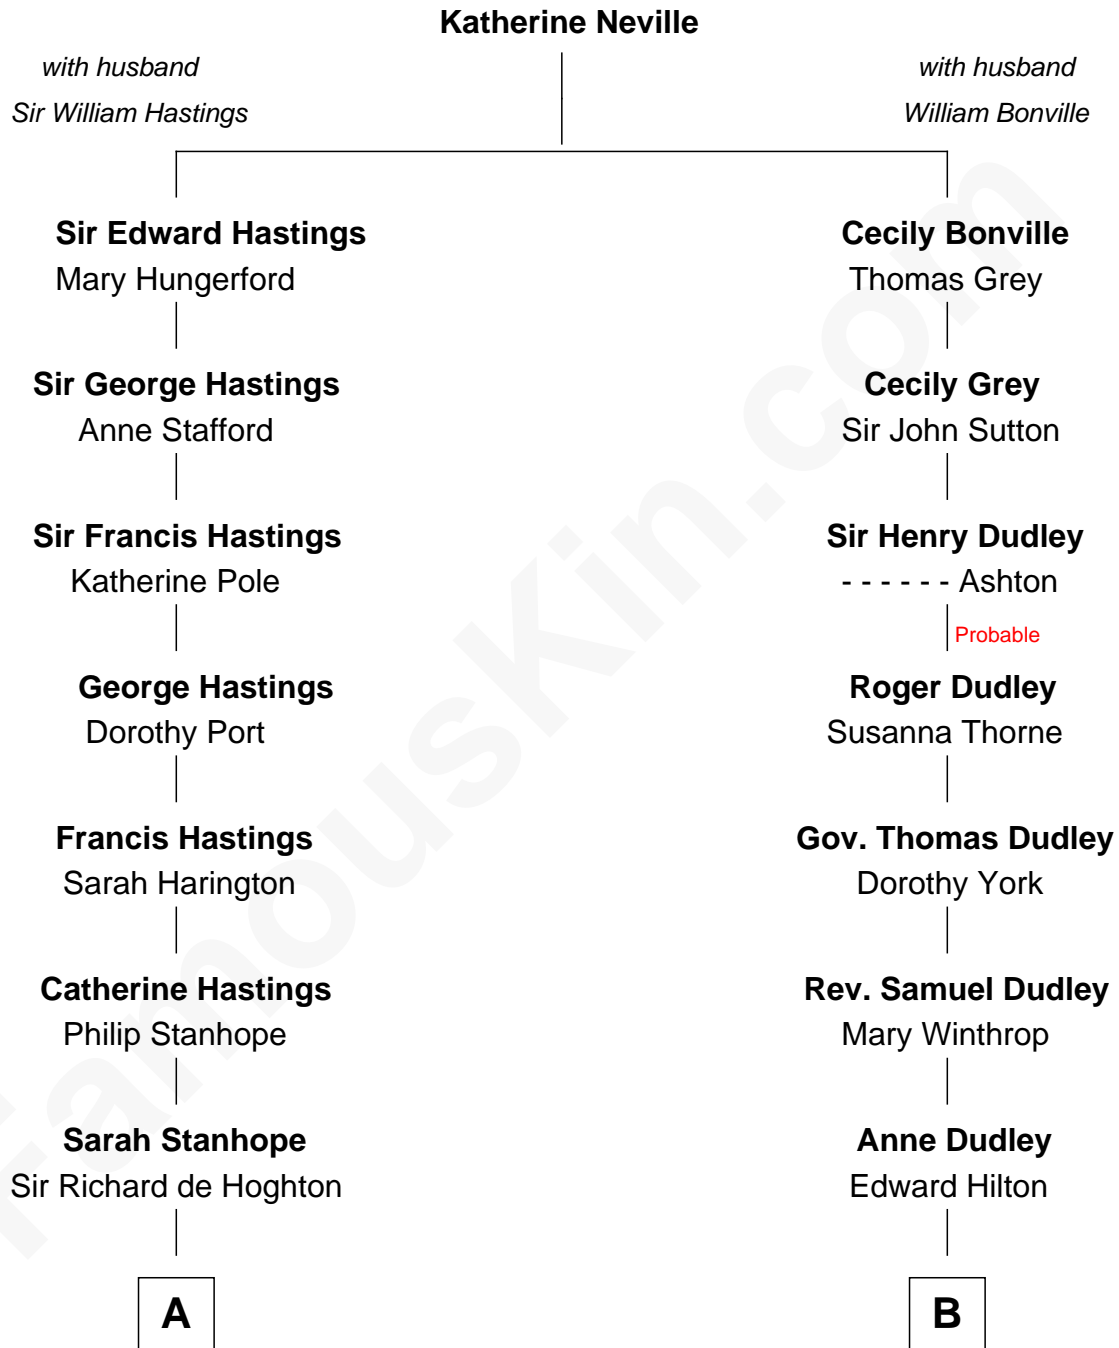 Katherine Neville
with husband
Sir William Hastings
with husband
William Bonville
Sir Edward Hastings
Mary Hungerford
Cecily Bonville
Thomas Grey
Sir George Hastings
Anne Stafford
Cecily Grey
Sir John Sutton
Sir Francis Hastings
Katherine Pole
Sir Henry Dudley
- - - - - - Ashton
Probable
George Hastings
Dorothy Port
Roger Dudley
Susanna Thorne
Francis Hastings
Sarah Harington
Gov. Thomas Dudley
Dorothy York
Catherine Hastings
Philip Stanhope
Rev. Samuel Dudley
Mary Winthrop
Sarah Stanhope
Sir Richard de Hoghton
Anne Dudley
Edward Hilton
A
B
FamousKin.com